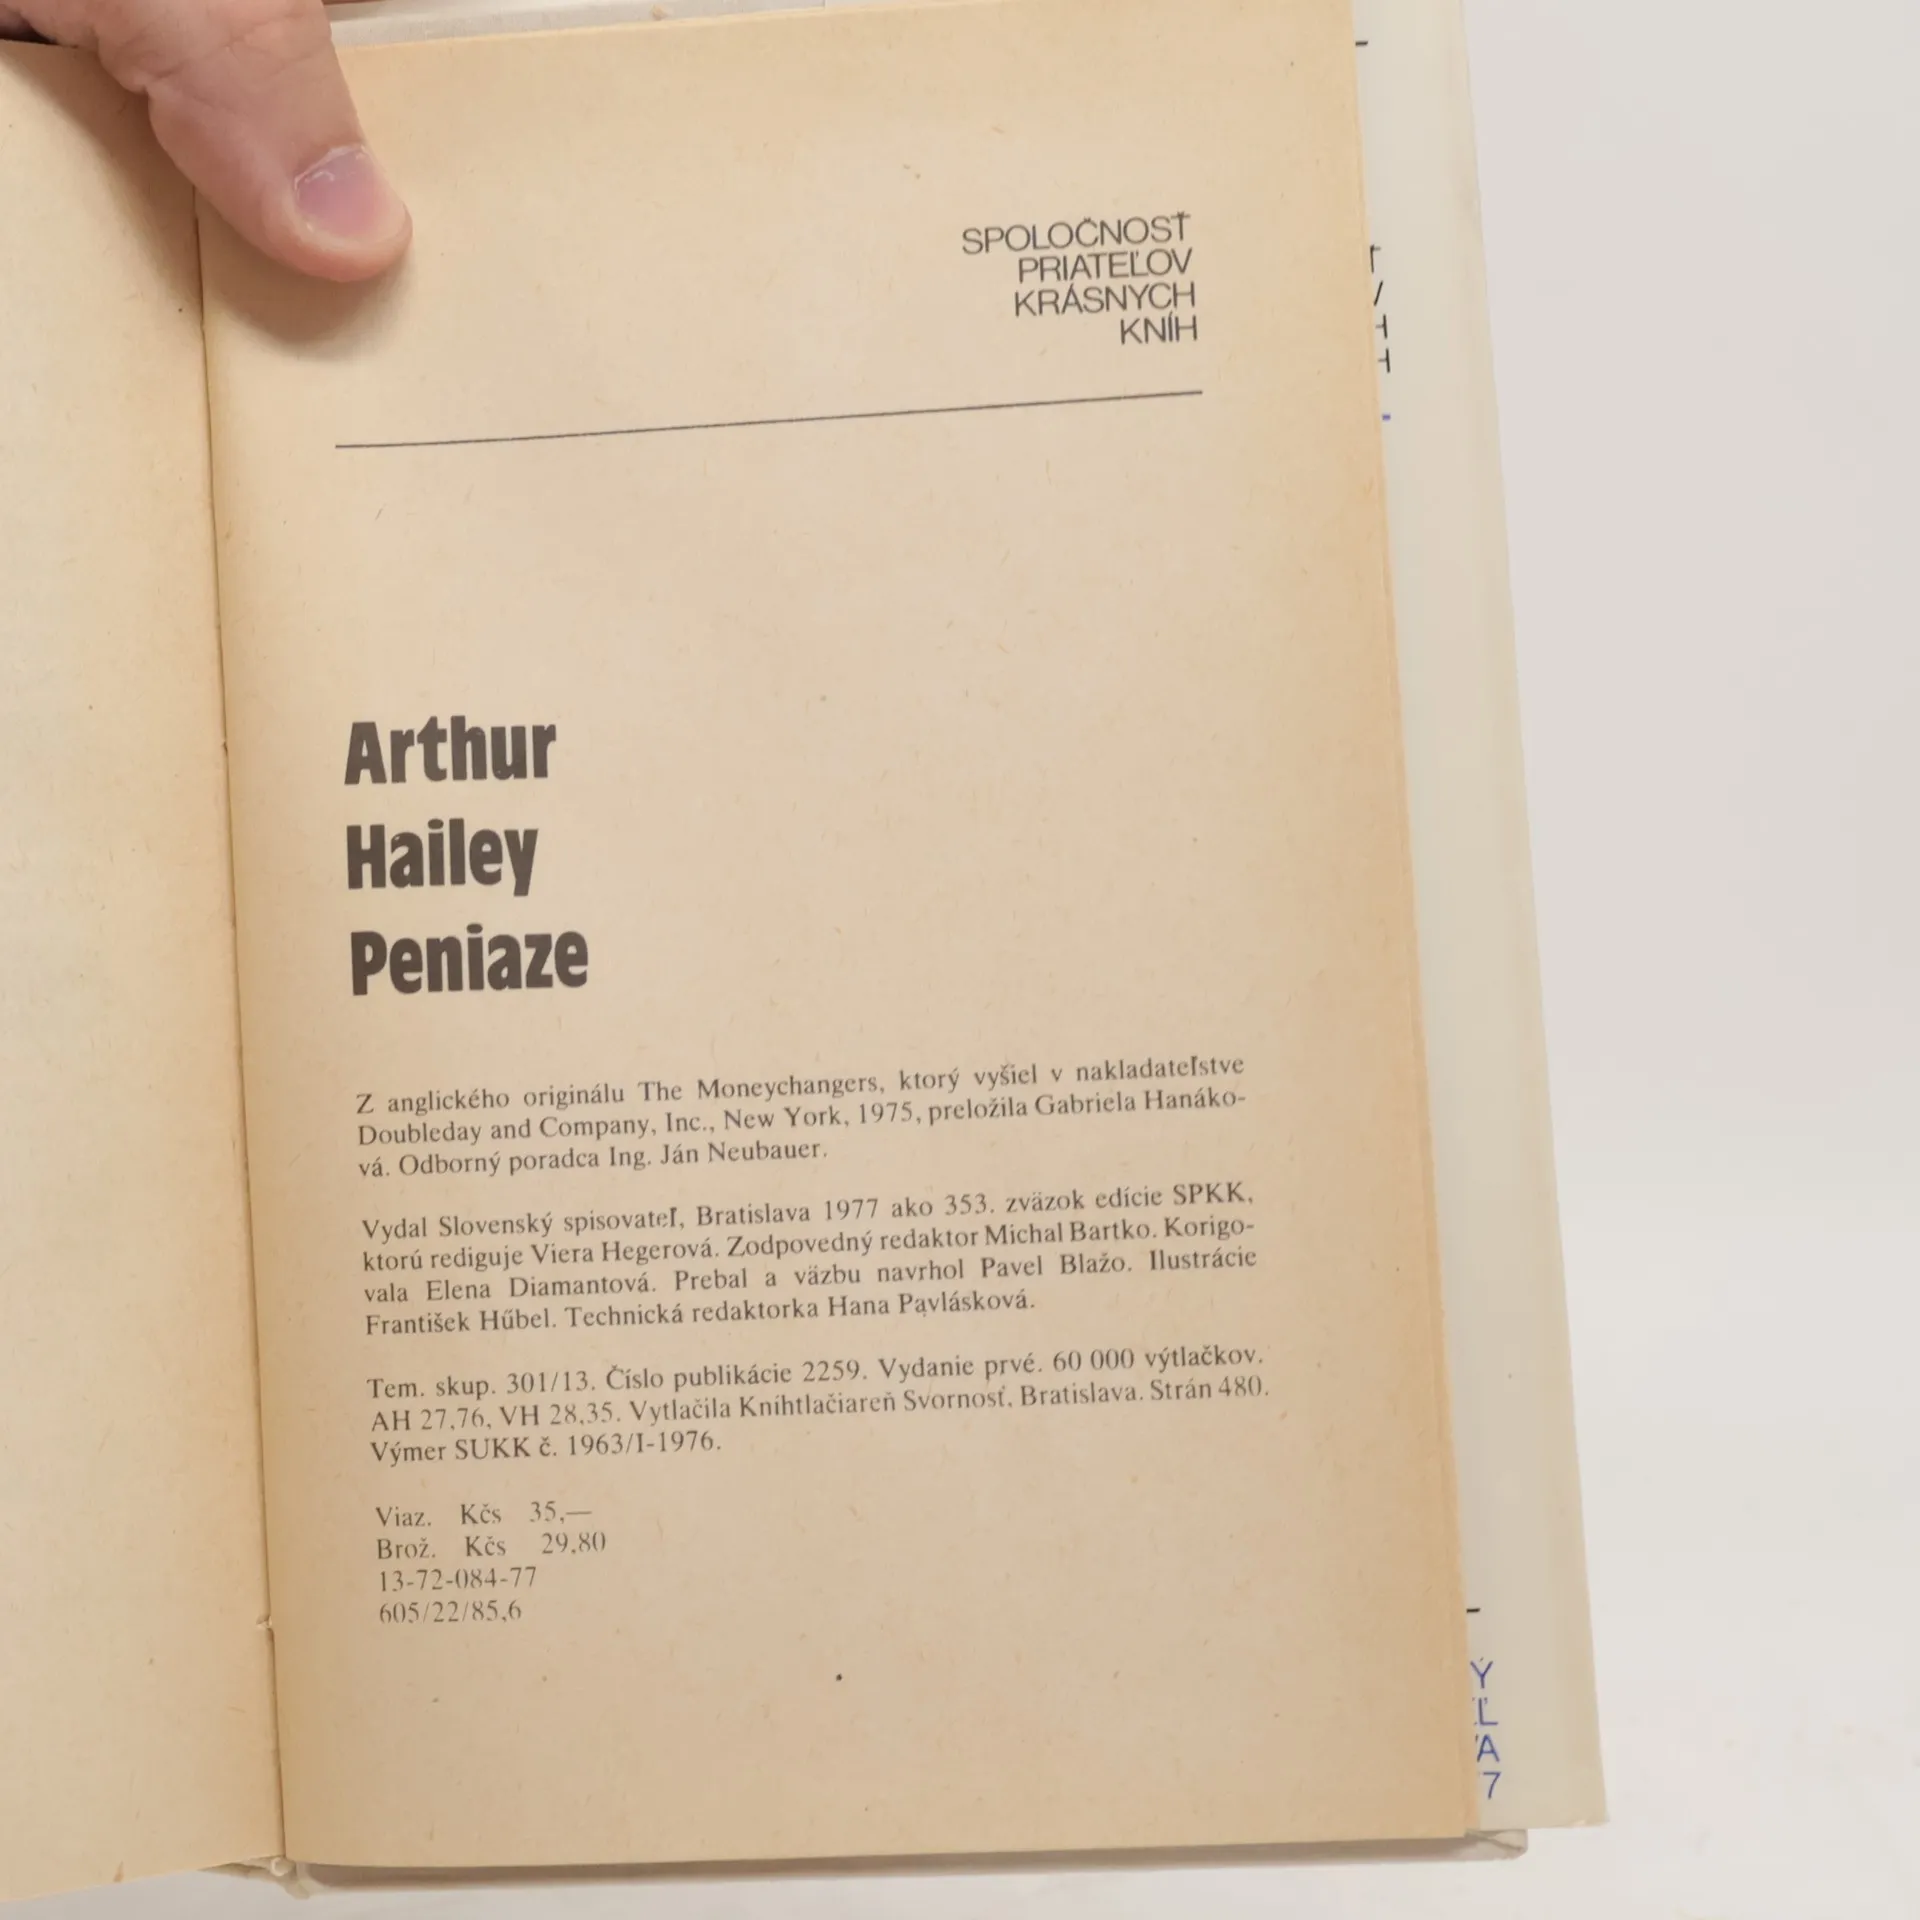 SPOLOČNOSŤ
PRIATEĽOV
KRÁSNYCH
KNÍH
Arthur
Hailey
Peniaze
Z anglického originálu The Moneychangers, ktorý vyšiel v nakladateľstve
Doubleday and Company, Inc., New York, 1975, preložila Gabriela Hanáko-
vá. Odborný poradca Ing. Ján Neubauer.
Vydal Slovenský spisovateľ, Bratislava 1977 ako 353. zväzok edície SPKK,
ktorú rediguje Viera Hegerová. Zodpovedný redaktor Michal Bartko. Korigo-
vala Elena Diamantová. Prebal a väzbu navrhol Pavel Blažo. Ilustrácie
František Hűbel. Technická redaktorka Hana Pavlásková.
Tem. skup. 301/13. Číslo publikácie 2259. Vydanie prvé. 60 000 výtlačkov.
AH 27,76, VH 28,35. Vytlačila Kníhtlačiareň Svornosť, Bratislava. Strán 480.
Výmer SUKK č. 1963/I-1976.
Viaz. Kčs 35,—
Brož. Kčs 29,80
13-72-084-77
605/22/85,6
Ý
Ľ
A
7